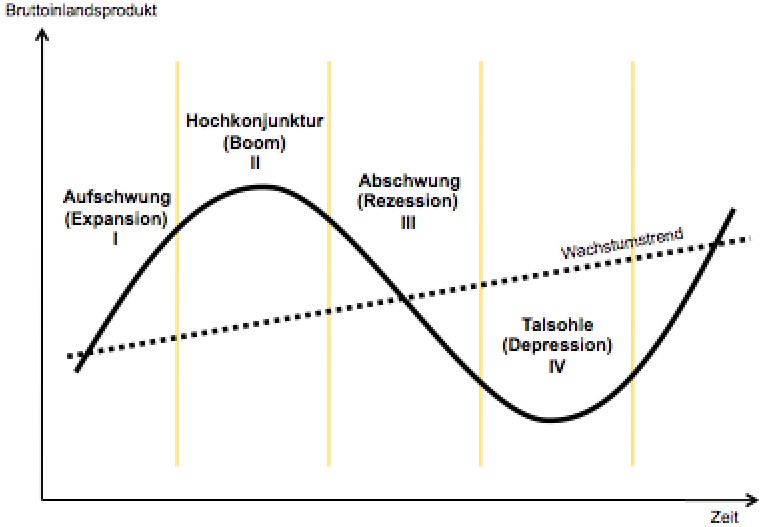 Bruttoinlandsprodukt
Hochkonjunktur
(Boom)
II
Abschwung
(Rezession)
III
Aufschwung
(Expansion)
I
Wachstumstrend
Talsohle
(Depression)
IV
Zeit